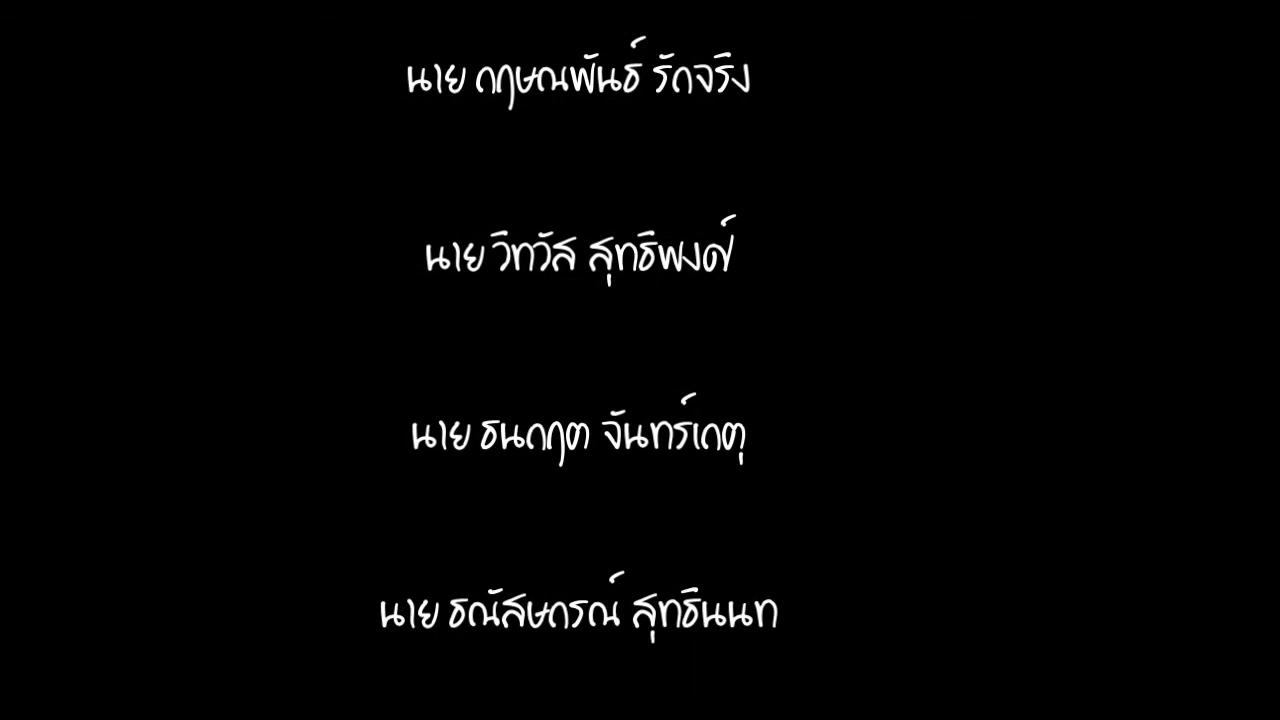 นาย กฤษณพันธ์ รักจริง
นาย วิทวัส สุทธิพงศ์
นาย ธนกฤต จันทร์เกตุ
นาย ธณัสษกรณ์ สุทธินนท